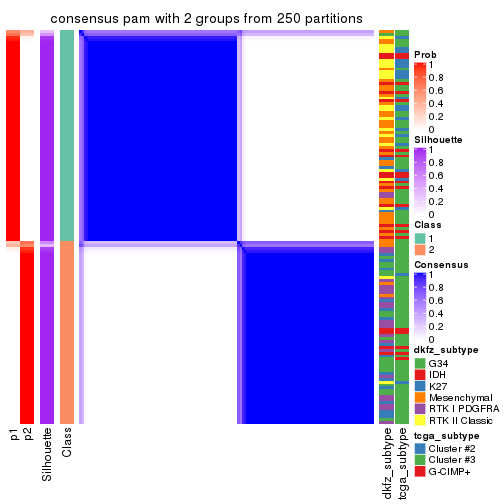 consensus pam with 2 groups from 250 partitions
Prob
1
0.8
0.6
0.4
0.2
0
Silhouette
1
0.8
0.6
0.4
0.2
0
Class
1
2
Consensus
1
0.8
0.6
0.4
0.2
0
dkfz_subtype
G34
IDH
K27
Mesenchymal
RTK I PDGFRA
RTK II Classic
tcga_subtype
Cluster #2
Cluster #3
G-CIMP+
p1
p2
Silhouette
Class
dkfz_subtype
tcga_subtype